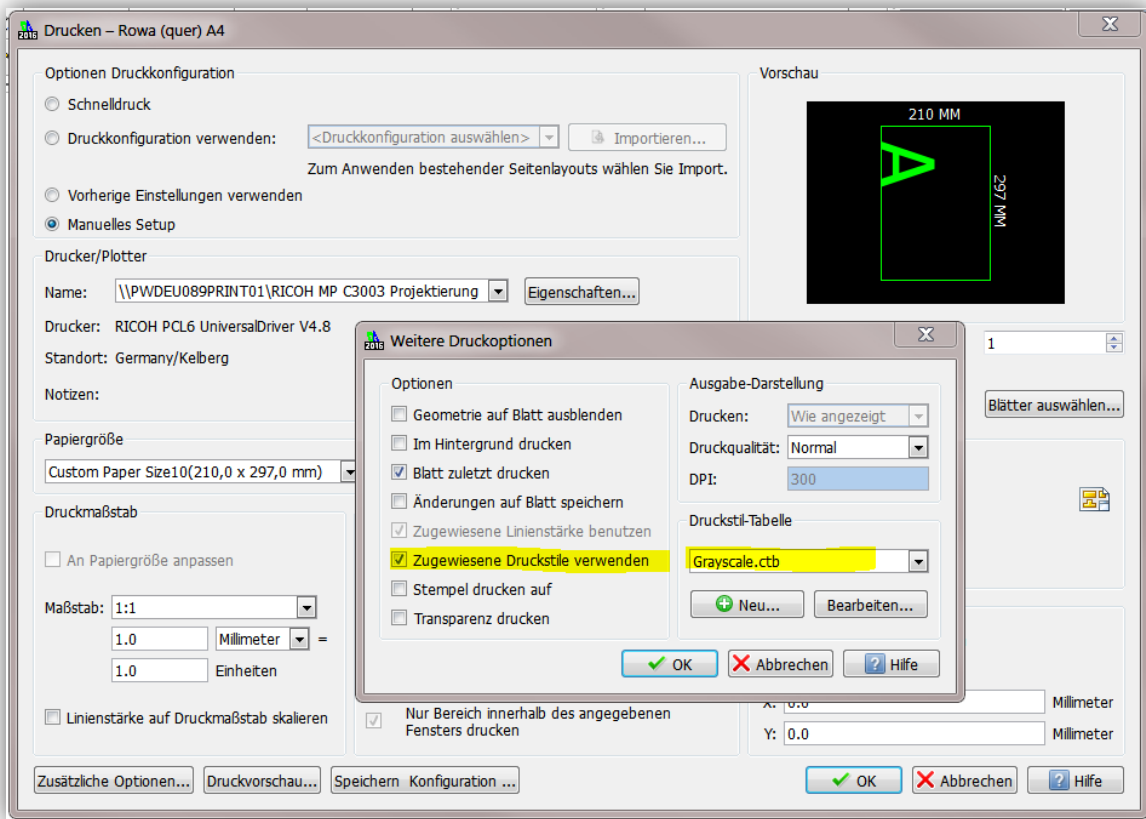 2016 Drucken – Rowa (quer) A4
Optionen Druckkonfiguration
Schnelldruck
Druckkonfiguration verwenden: <Druckkonfiguration auswählen> Importieren...
Zum Anwenden bestehender Seitenlayouts wählen Sie Import.
Vorherige Einstellungen verwenden
Manuelles Setup
Vorschau
210 MM
A
297 MM
Drucker/Plotter
Name: \\PWDEU089PRINT01\RICOH MP C3003 Projektierung Eigenschaften...
Drucker: RICOH PCL6 UniversalDriver V4.8
Standort: Germany/Kelberg
Notizen:
1
Blätter auswählen...
Papiergröße
Custom Paper Size10(210,0 x 297,0 mm)
Druckmaßstab
An Papiergröße anpassen
Maßstab: 1:1
1.0 Millimeter =
1.0 Einheiten
Linienstärke auf Druckmaßstab skalieren
2016 Weitere Druckoptionen
Optionen
Geometrie auf Blatt ausblenden
Im Hintergrund drucken
Blatt zuletzt drucken
Änderungen auf Blatt speichern
Zugewiesene Linienstärke benutzen
Zugewiesene Druckstile verwenden
Stempel drucken auf
Transparenz drucken
Ausgabe-Darstellung
Drucken: Wie angezeigt
Druckqualität: Normal
DPI: 300
Druckstil-Tabelle
Grayscale.ctb
Neu... Bearbeiten...
OK Abbrechen Hilfe
Nur Bereich innerhalb des angegebenen
Fensters drucken
X: 0.0 Millimeter
Y: 0.0 Millimeter
Zusätzliche Optionen... Druckvorschau... Speichern Konfiguration ...
OK Abbrechen Hilfe